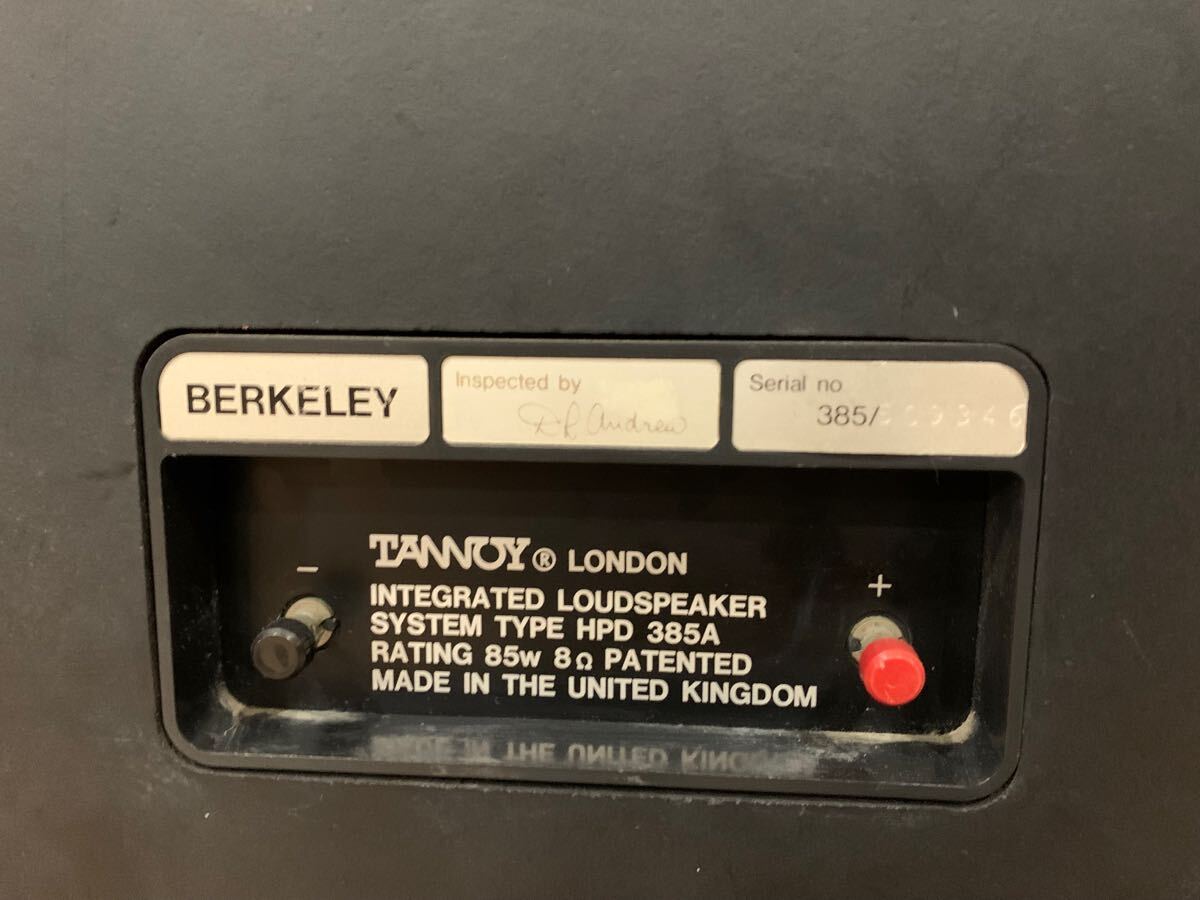 BERKELEY
Inspected by
Serial no
385/
−
+
TANNOY® LONDON
INTEGRATED LOUDSPEAKER
SYSTEM TYPE HPD 385A
RATING 85w 8Ω PATENTED
MADE IN THE UNITED KINGDOM